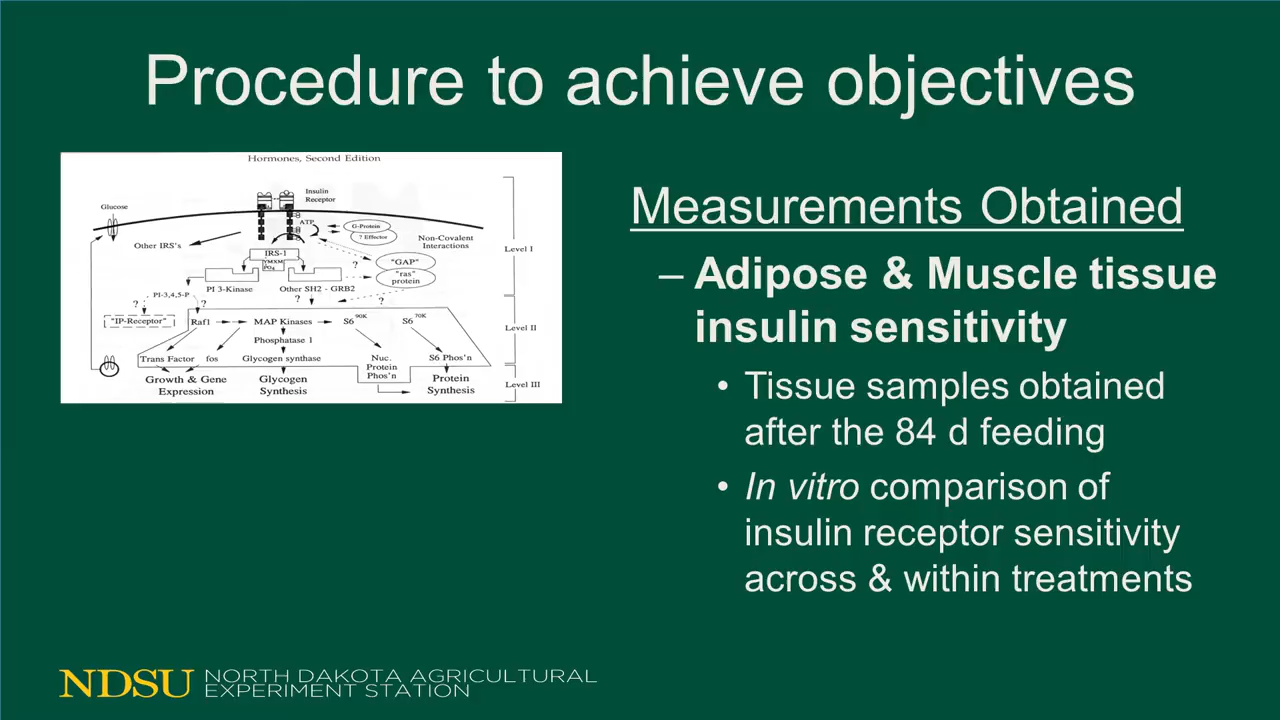 Procedure to achieve objectives
Hormones, Second Edition
Insulin
Receptor
Glucose
ATP
G-Protein
? Effector
Other IRS's
Non-Covalent
Interactions
Level I
IRS-1
YMXM
PO4
?
"GAP"
"ras"
protein
PI 3-Kinase
Other SH2 - GRB2
PI-3,4,5-P
?
?
?
?
"IP-Receptor"
Raf1
MAP Kinases
S6 90K
S6 70K
Level II
Phosphatase 1
Trans Factor
fos
Glycogen synthase
Nuc.
Protein
Phos'n
S6 Phos'n
Growth & Gene
Expression
Glycogen
Synthesis
Protein
Synthesis
Level III
Measurements Obtained
– Adipose & Muscle tissue
insulin sensitivity
• Tissue samples obtained
after the 84 d feeding
• In vitro comparison of
insulin receptor sensitivity
across & within treatments
NDSU NORTH DAKOTA AGRICULTURAL
EXPERIMENT STATION